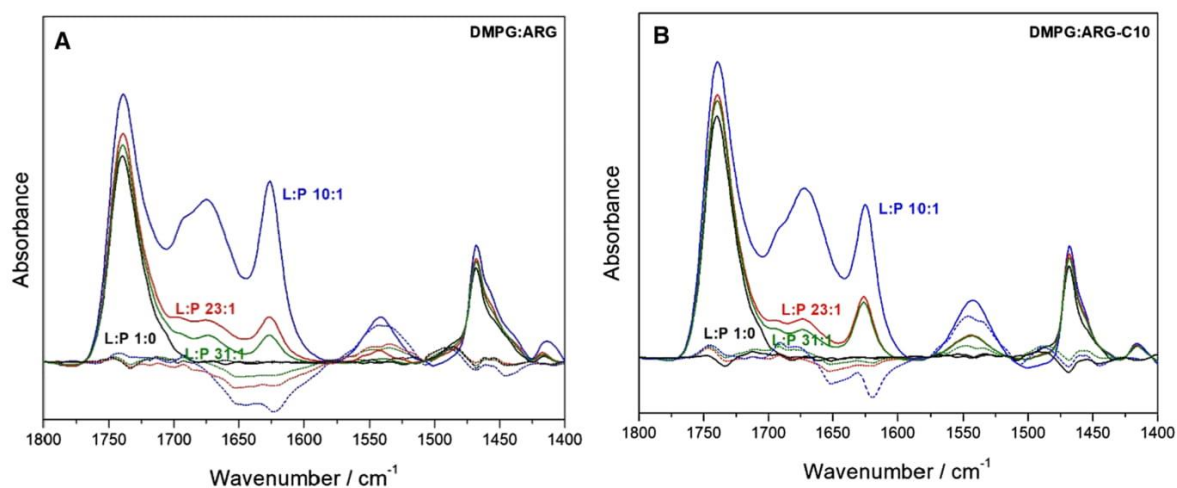 A
DMPG:ARG
L:P 10:1
L:P 23:1
L:P 1:0
L:P 31:1
Absorbance
1800 1750 1700 1650 1600 1550 1500 1450 1400
Wavenumber / cm⁻¹
B
DMPG:ARG-C10
L:P 10:1
L:P 23:1
L:P 1:0
L:P 31:1
Absorbance
1800 1750 1700 1650 1600 1550 1500 1450 1400
Wavenumber / cm⁻¹